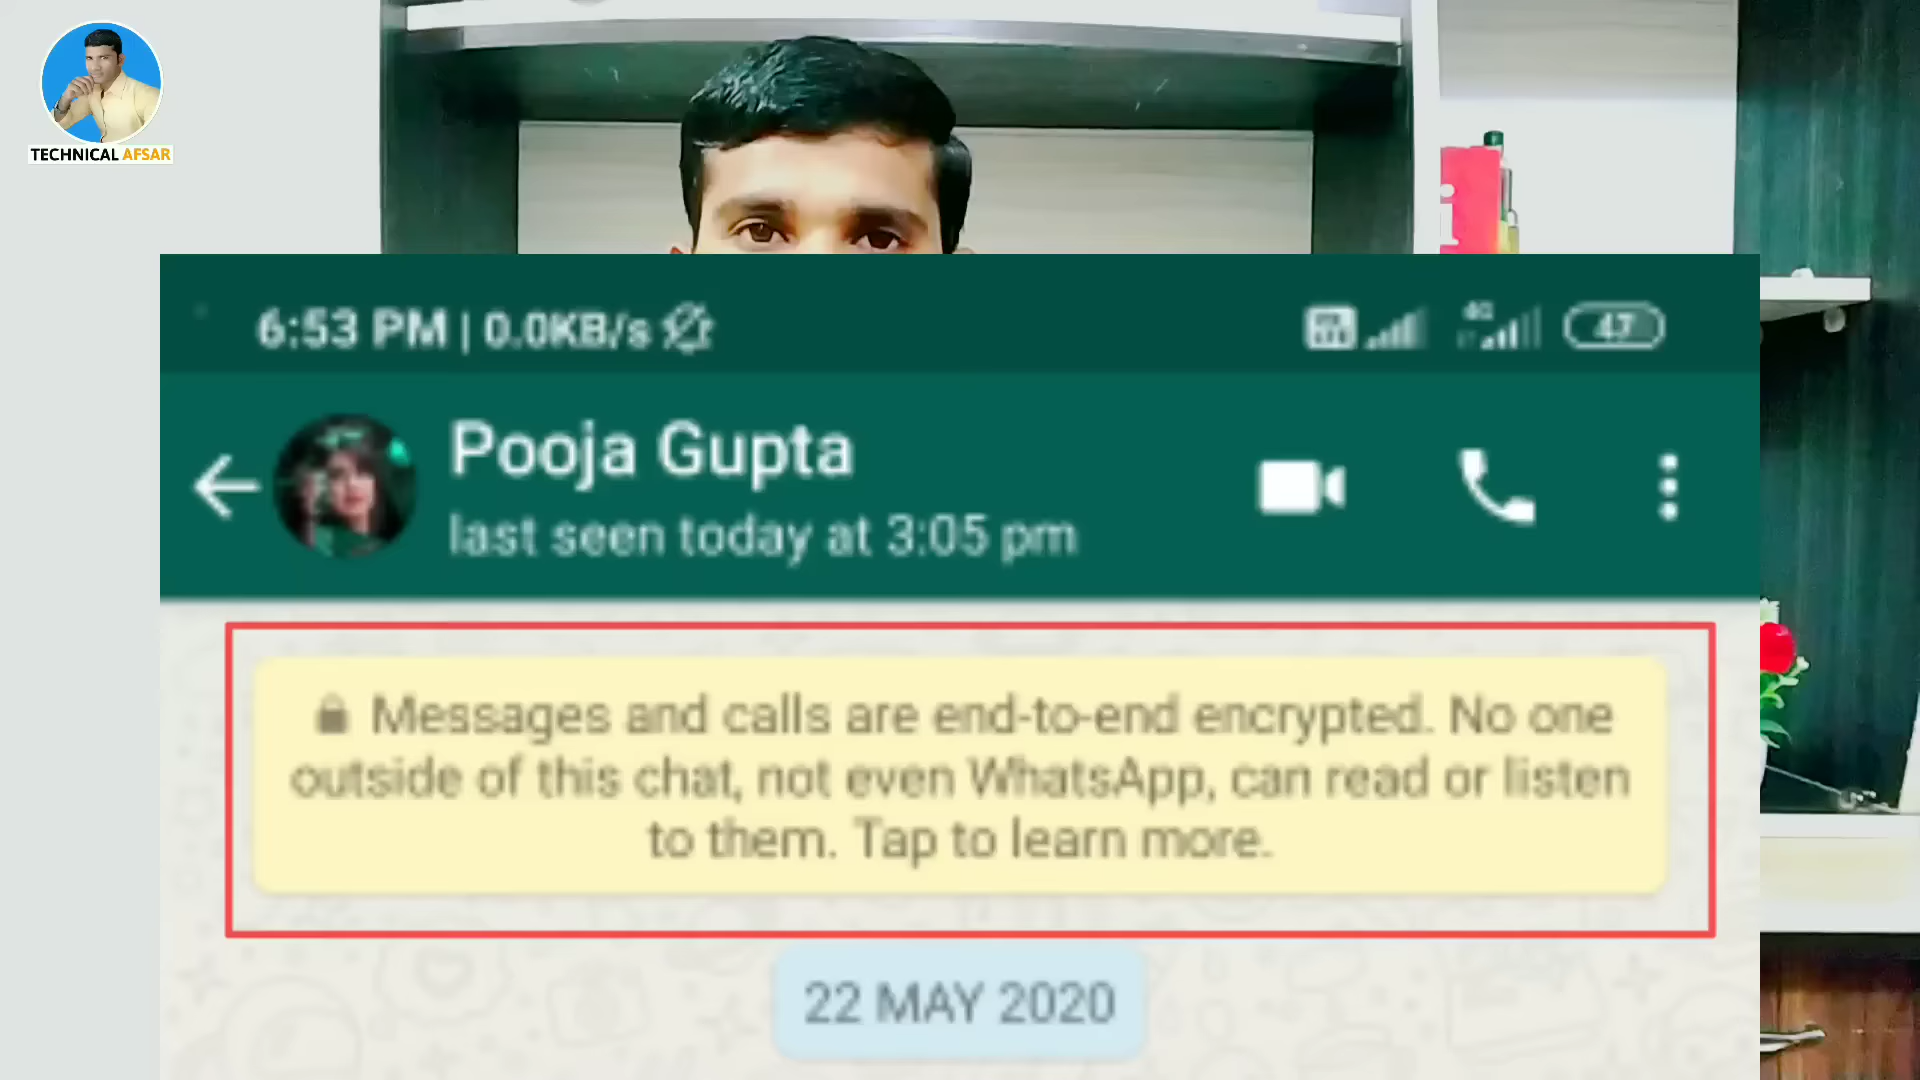 TECHNICAL AFSAR
6:53 PM | 0.0KB/s
4G
47
Pooja Gupta
last seen today at 3:05 pm
Messages and calls are end-to-end encrypted. No one
outside of this chat, not even WhatsApp, can read or listen
to them. Tap to learn more.
22 MAY 2020